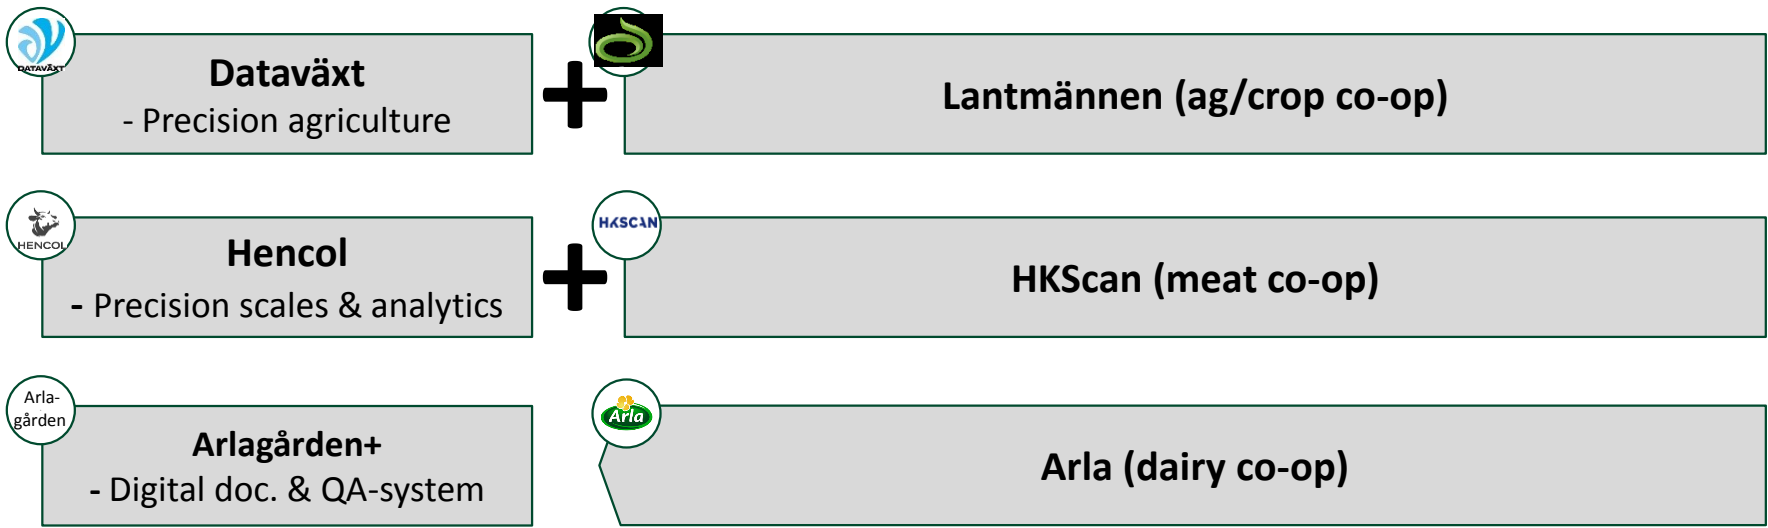 DATAVÄXT
Dataväxt
- Precision agriculture
+
Lantmännen (ag/crop co-op)
HENCOL
Hencol
- Precision scales & analytics
+
HKSCAN
HKScan (meat co-op)
Arla-
gården
Arlagården+
- Digital doc. & QA-system
Arla
Arla (dairy co-op)